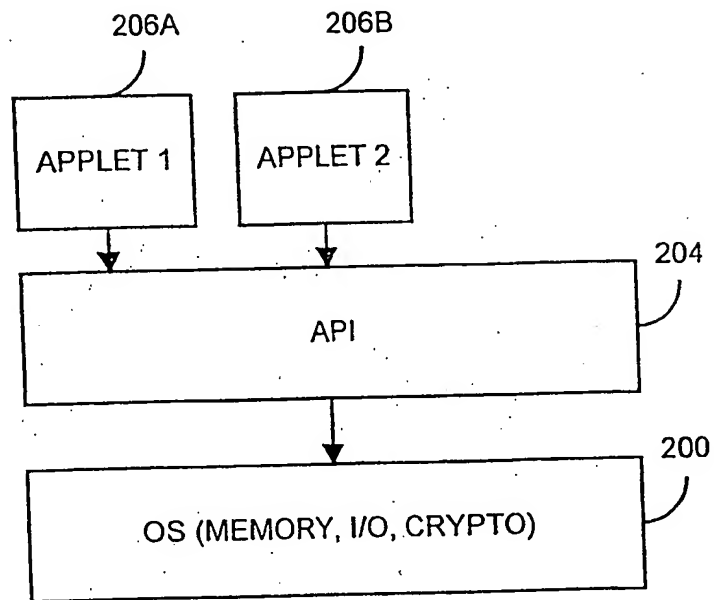 206A
206B
APPLET 1
APPLET 2
204
API
200
OS (MEMORY, I/O, CRYPTO)